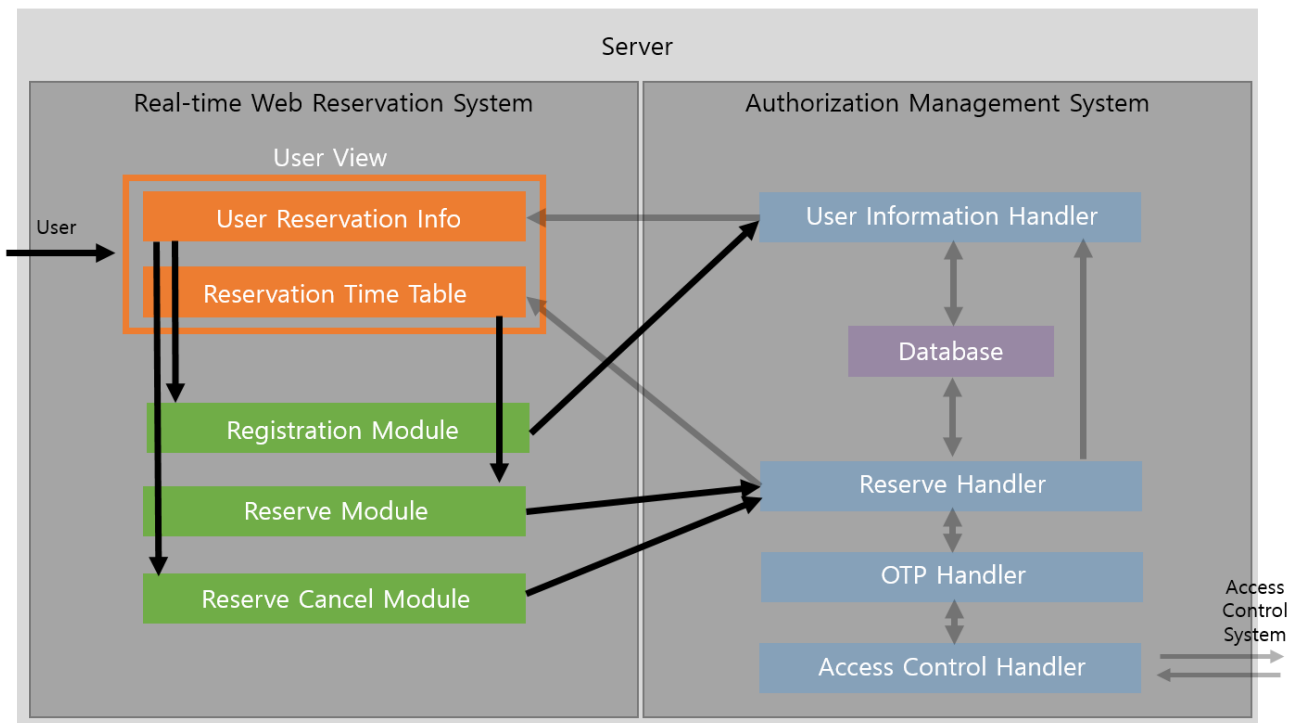 Server
Real-time Web Reservation System
User View
User Reservation Info
User
Reservation Time Table
Registration Module
Reserve Module
Reserve Cancel Module
Authorization Management System
User Information Handler
Database
Reserve Handler
OTP Handler
Access Control Handler
Access
Control
System